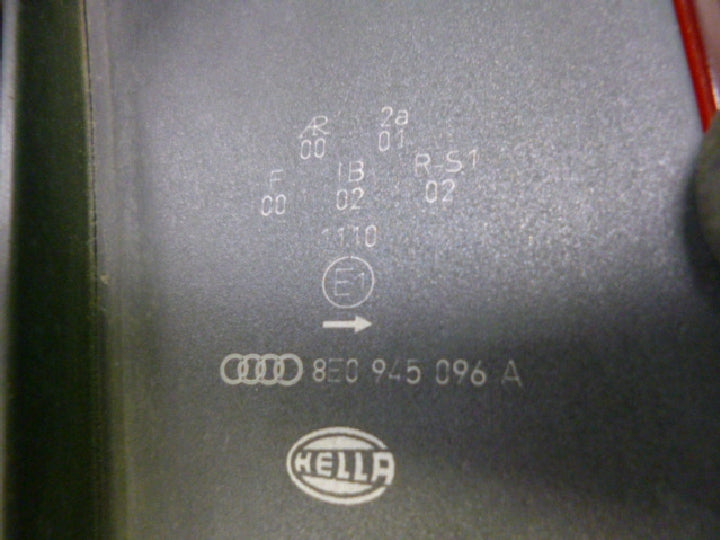 AR 2a
00 01
F IB R-S1
00 02 02
1110
E1
8E0 945 096 A
HELLA